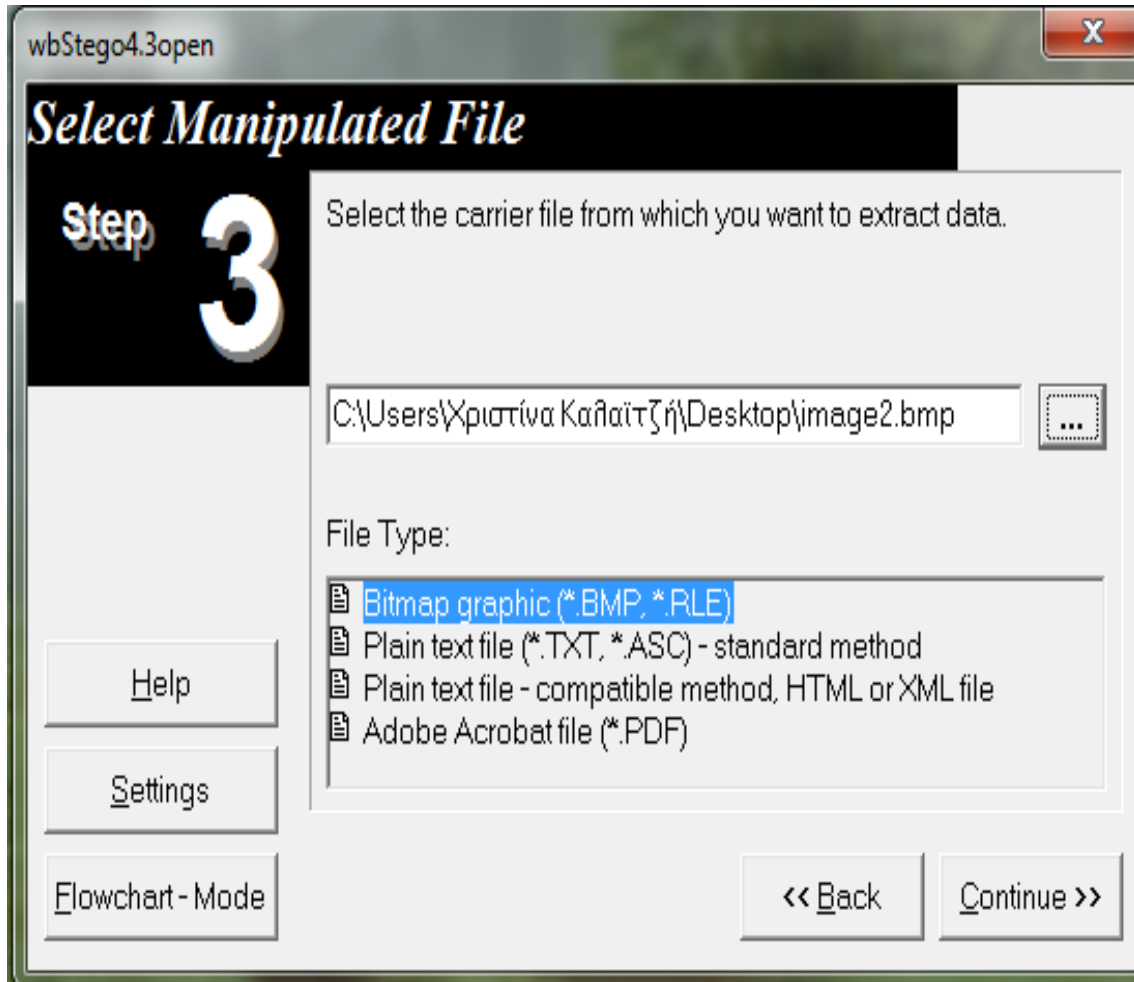 wbStego4.3open
X
Select Manipulated File
Step 3
Select the carrier file from which you want to extract data.
C:\Users\Χριστίνα Καλαϊτζή\Desktop\image2.bmp
...
File Type:
Bitmap graphic (*.BMP, *.RLE)
Plain text file (*.TXT, *.ASC) - standard method
Plain text file - compatible method, HTML or XML file
Adobe Acrobat file (*.PDF)
Help
Settings
Flowchart - Mode
<< Back
Continue >>